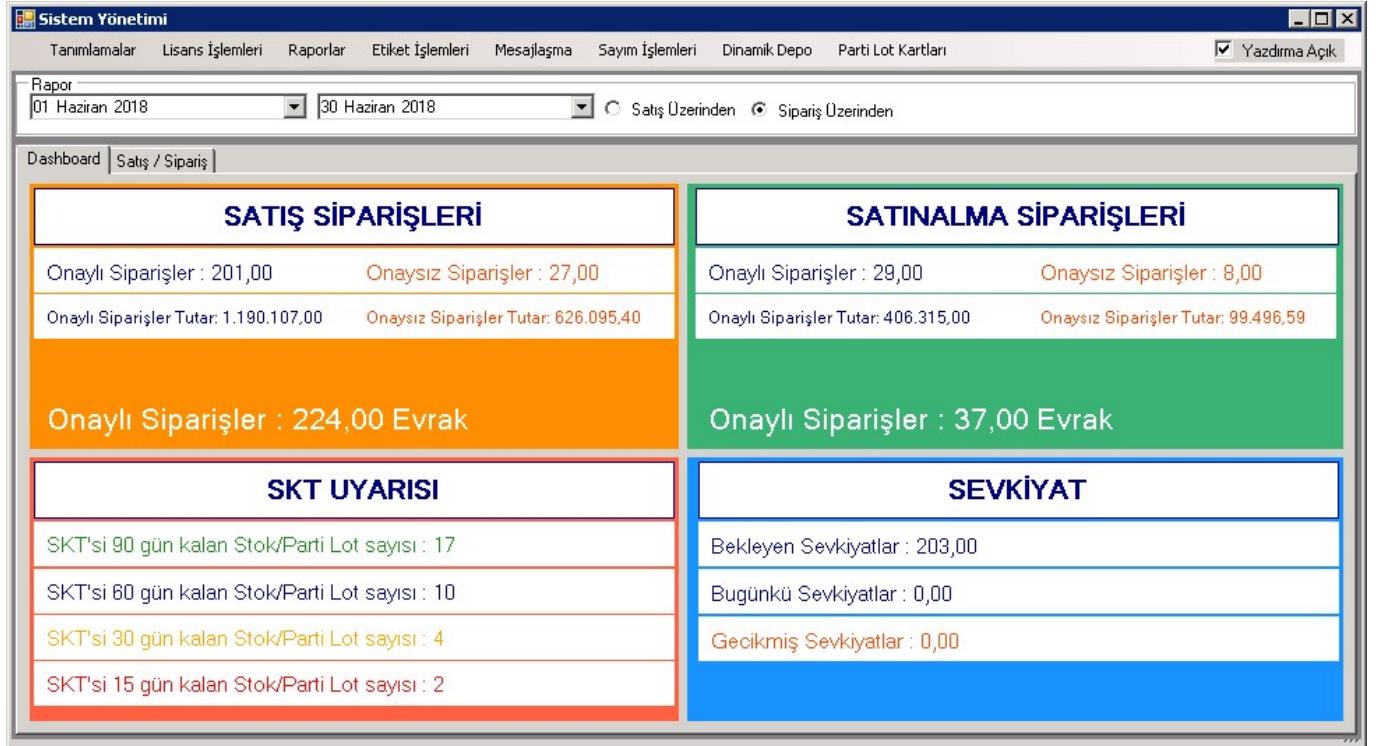 Sistem Yönetimi
Tanımlamalar Lisans İşlemleri Raporlar Etiket İşlemleri Mesajlaşma Sayım İşlemleri Dinamik Depo Parti Lot Kartları Yazdırma Açık
Rapor
01 Haziran 2018 30 Haziran 2018 Satış Üzerinden Sipariş Üzerinden
Dashboard Satış / Sipariş
SATIŞ SİPARİŞLERİ
Onaylı Siparişler : 201,00 Onaysız Siparişler : 27,00
Onaylı Siparişler Tutar: 1.190.107,00 Onaysız Siparişler Tutar: 626.095,40
Onaylı Siparişler : 224,00 Evrak
SATINALMA SİPARİŞLERİ
Onaylı Siparişler : 29,00 Onaysız Siparişler : 8,00
Onaylı Siparişler Tutar: 406.315,00 Onaysız Siparişler Tutar: 99.496,59
Onaylı Siparişler : 37,00 Evrak
SKT UYARISI
SKT'si 90 gün kalan Stok/Parti Lot sayısı : 17
SKT'si 60 gün kalan Stok/Parti Lot sayısı : 10
SKT'si 30 gün kalan Stok/Parti Lot sayısı : 4
SKT'si 15 gün kalan Stok/Parti Lot sayısı : 2
SEVKİYAT
Bekleyen Sevkiyatlar : 203,00
Bugünkü Sevkiyatlar : 0,00
Gecikmiş Sevkiyatlar : 0,00